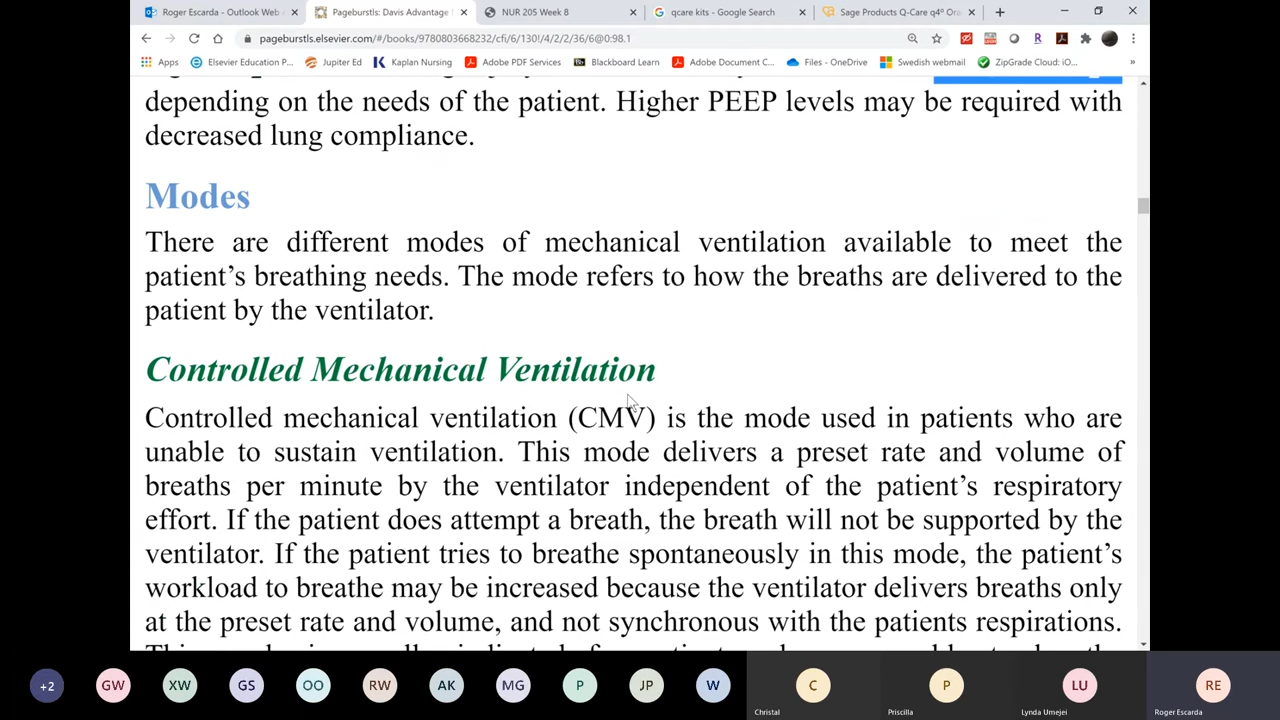 Roger Escarda - Outlook Web A
Pageburstls: Davis Advantage
NUR 205 Week 8
qcare kits - Google Search
Sage Products Q-Care q4º Ora
pageburstls.elsevier.com/#/books/9780803668232/cfi/6/130!/4/2/2/36/6@0:98.1
Apps
Elsevier Education P...
Jupiter Ed
Kaplan Nursing
Adobe PDF Services
Blackboard Learn
Adobe Document C...
Files - OneDrive
Swedish webmail
ZipGrade Cloud: iO...
depending on the needs of the patient. Higher PEEP levels may be required with
decreased lung compliance.
Modes
There are different modes of mechanical ventilation available to meet the
patient's breathing needs. The mode refers to how the breaths are delivered to the
patient by the ventilator.
Controlled Mechanical Ventilation
Controlled mechanical ventilation (CMV) is the mode used in patients who are
unable to sustain ventilation. This mode delivers a preset rate and volume of
breaths per minute by the ventilator independent of the patient's respiratory
effort. If the patient does attempt a breath, the breath will not be supported by the
ventilator. If the patient tries to breathe spontaneously in this mode, the patient's
workload to breathe may be increased because the ventilator delivers breaths only
at the preset rate and volume, and not synchronous with the patients respirations.
+2
GW
XW
GS
OO
RW
AK
MG
P
JP
W
C
Christal
P
Priscilla
LU
Lynda Umejei
RE
Roger Escarda